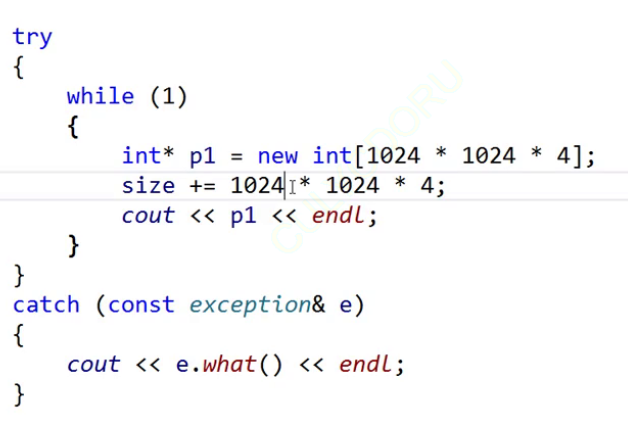 try
{
    while (1)
    {
        int* p1 = new int[1024 * 1024 * 4];
        size += 1024 * 1024 * 4;
        cout << p1 << endl;
    }
}
catch (const exception& e)
{
    cout << e.what() << endl;
}